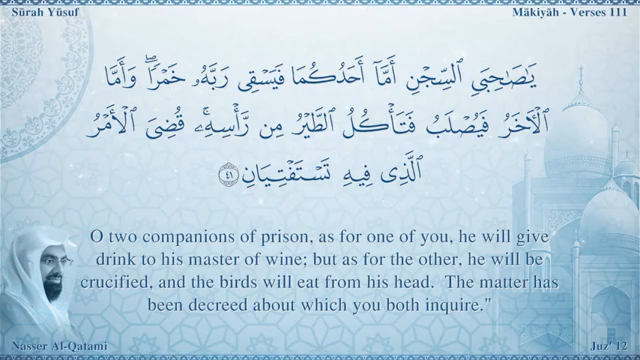 Sūrah Yūsuf
Mākiyāh - Verses 111
يَٰصَٰحِبَىِ ٱلسِّجْنِ أَمَّآ أَحَدُكُمَا فَيَسْقِى رَبَّهُۥ خَمْرًا ۖ وَأَمَّا
ٱلْءَاخَرُ فَيُصْلَبُ فَتَأْكُلُ ٱلطَّيْرُ مِن رَّأْسِهِۦ ۚ قُضِىَ ٱلْأَمْرُ
ٱلَّذِى فِيهِ تَسْتَفْتِيَانِ ﴿٤١﴾
O two companions of prison, as for one of you, he will give
drink to his master of wine; but as for the other, he will be
crucified, and the birds will eat from his head. The matter has
been decreed about which you both inquire."
Nasser Al-Qatami
Juz' 12